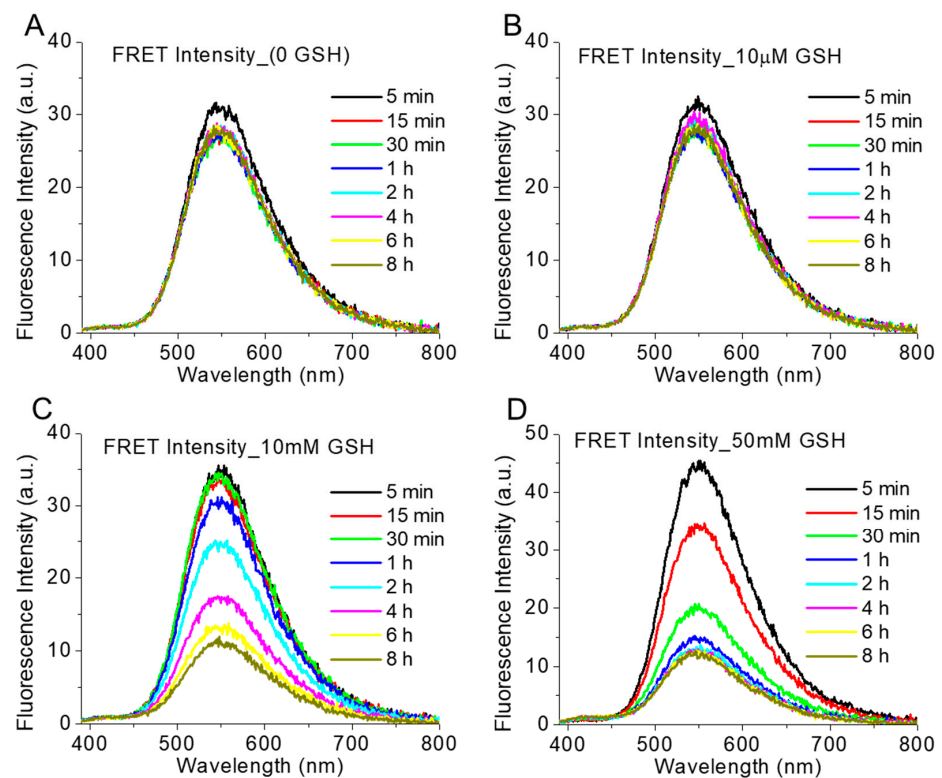 A
FRET Intensity_(0 GSH)
Fluorescence Intensity (a.u.)
40
30
20
10
0
5 min
15 min
30 min
1 h
2 h
4 h
6 h
8 h
400 500 600 700 800
Wavelength (nm)
B
FRET Intensity_10μM GSH
Fluorescence Intensity (a.u.)
40
30
20
10
0
5 min
15 min
30 min
1 h
2 h
4 h
6 h
8 h
400 500 600 700 800
Wavelength (nm)
C
FRET Intensity_10mM GSH
Fluorescence Intensity (a.u.)
40
30
20
10
0
5 min
15 min
30 min
1 h
2 h
4 h
6 h
8 h
400 500 600 700 800
Wavelength (nm)
D
FRET Intensity_50mM GSH
Fluorescence Intensity (a.u.)
50
40
30
20
10
0
5 min
15 min
30 min
1 h
2 h
4 h
6 h
8 h
400 500 600 700 800
Wavelength (nm)